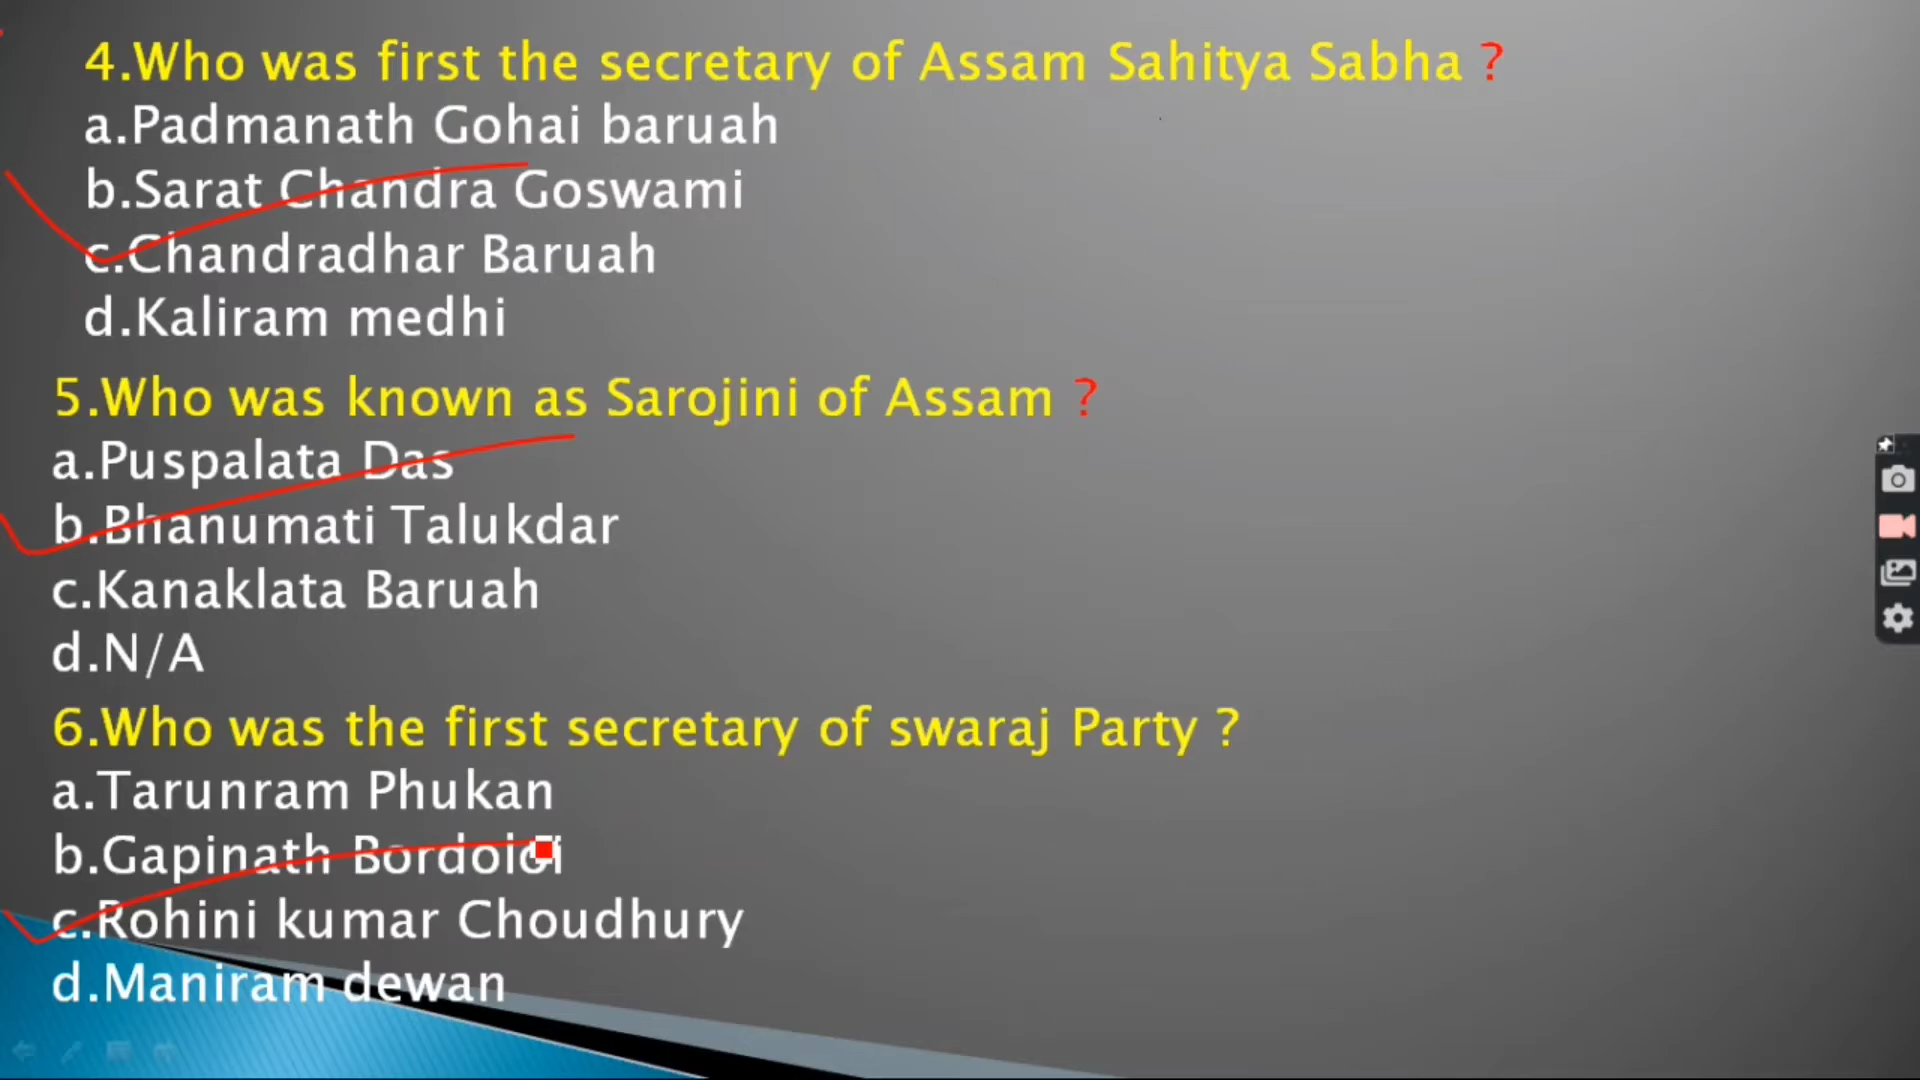 4.Who was first the secretary of Assam Sahitya Sabha ?
a.Padmanath Gohai baruah
b.Sarat Chandra Goswami
c.Chandradhar Baruah
d.Kaliram medhi
5.Who was known as Sarojini of Assam ?
a.Puspalata Das
b.Bhanumati Talukdar
c.Kanaklata Baruah
d.N/A
6.Who was the first secretary of swaraj Party ?
a.Tarunram Phukan
b.Gapinath Bordoloi
c.Rohini kumar Choudhury
d.Maniram dewan